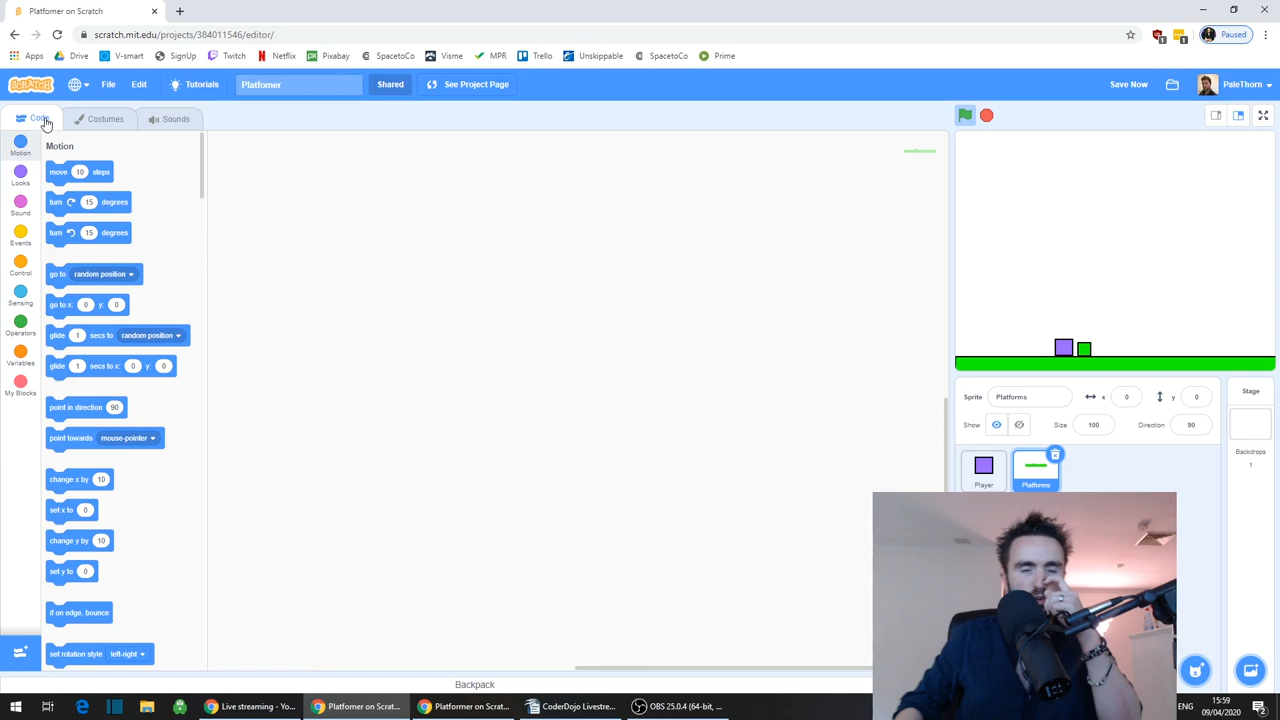 Platfomer on Scratch
scratch.mit.edu/projects/384011546/editor/
Paused
Apps Drive V-smart SignUp Twitch Netflix Pixabay SpacetoCo Visme MPR Trello Unskippable SpacetoCo Prime
SCRATCH File Edit Tutorials Platfomer Shared See Project Page Save Now PaleThorn
Code Costumes Sounds
Motion
Looks
Sound
Events
Control
Sensing
Operators
Variables
My Blocks
Motion
move 10 steps
turn 15 degrees
turn 15 degrees
go to random position
go to x: 0 y: 0
glide 1 secs to random position
glide 1 secs to x: 0 y: 0
point in direction 90
point towards mouse-pointer
change x by 10
set x to 0
change y by 10
set y to 0
if on edge, bounce
set rotation style left-right
Sprite Platforms x 0 y 0
Show Size 100 Direction 90
Player Platforms
Stage
Backdrops
1
Backpack
Live streaming - Yo...
Platfomer on Scrat...
Platfomer on Scrat...
CoderDojo Livestre...
OBS 25.0.4 (64-bit, ...
ENG
15:59
09/04/2020
2